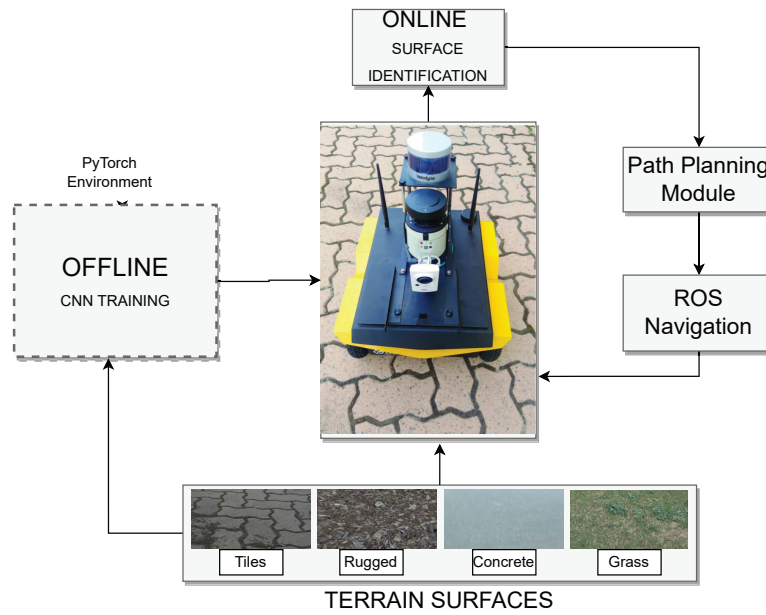 ONLINE
SURFACE
IDENTIFICATION
PyTorch
Environment
OFFLINE
CNN TRAINING
Velodyne
Path Planning
Module
ROS
Navigation
Tiles
Rugged
Concrete
Grass
TERRAIN SURFACES